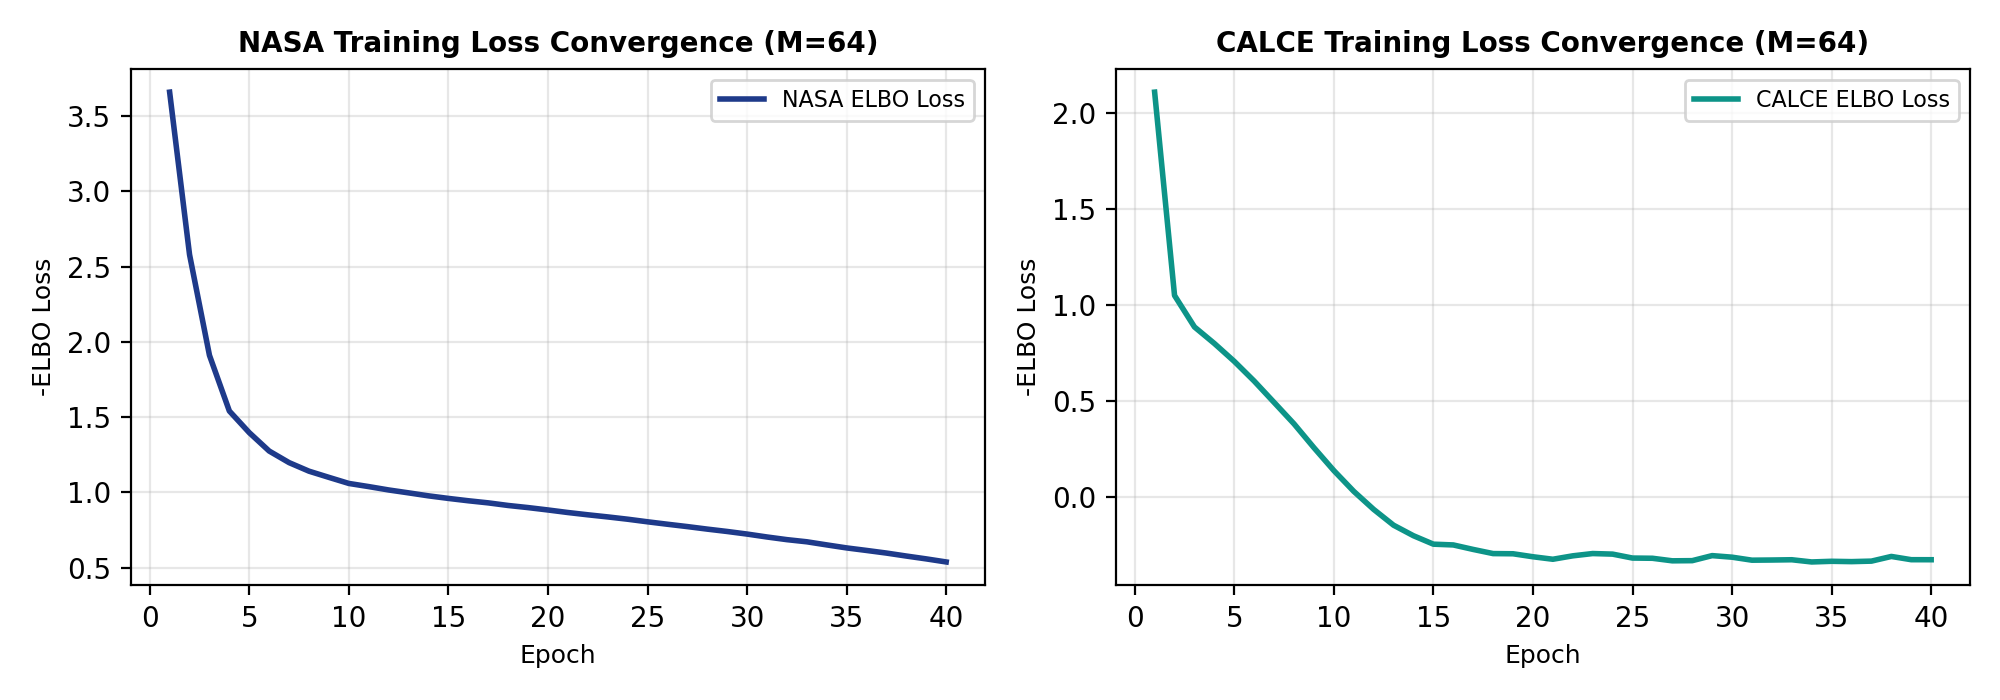 NASA Training Loss Convergence (M=64)
NASA ELBO Loss
-ELBO Loss
3.5
3.0
2.5
2.0
1.5
1.0
0.5
0 5 10 15 20 25 30 35 40
Epoch
CALCE Training Loss Convergence (M=64)
CALCE ELBO Loss
-ELBO Loss
2.0
1.5
1.0
0.5
0.0
0 5 10 15 20 25 30 35 40
Epoch